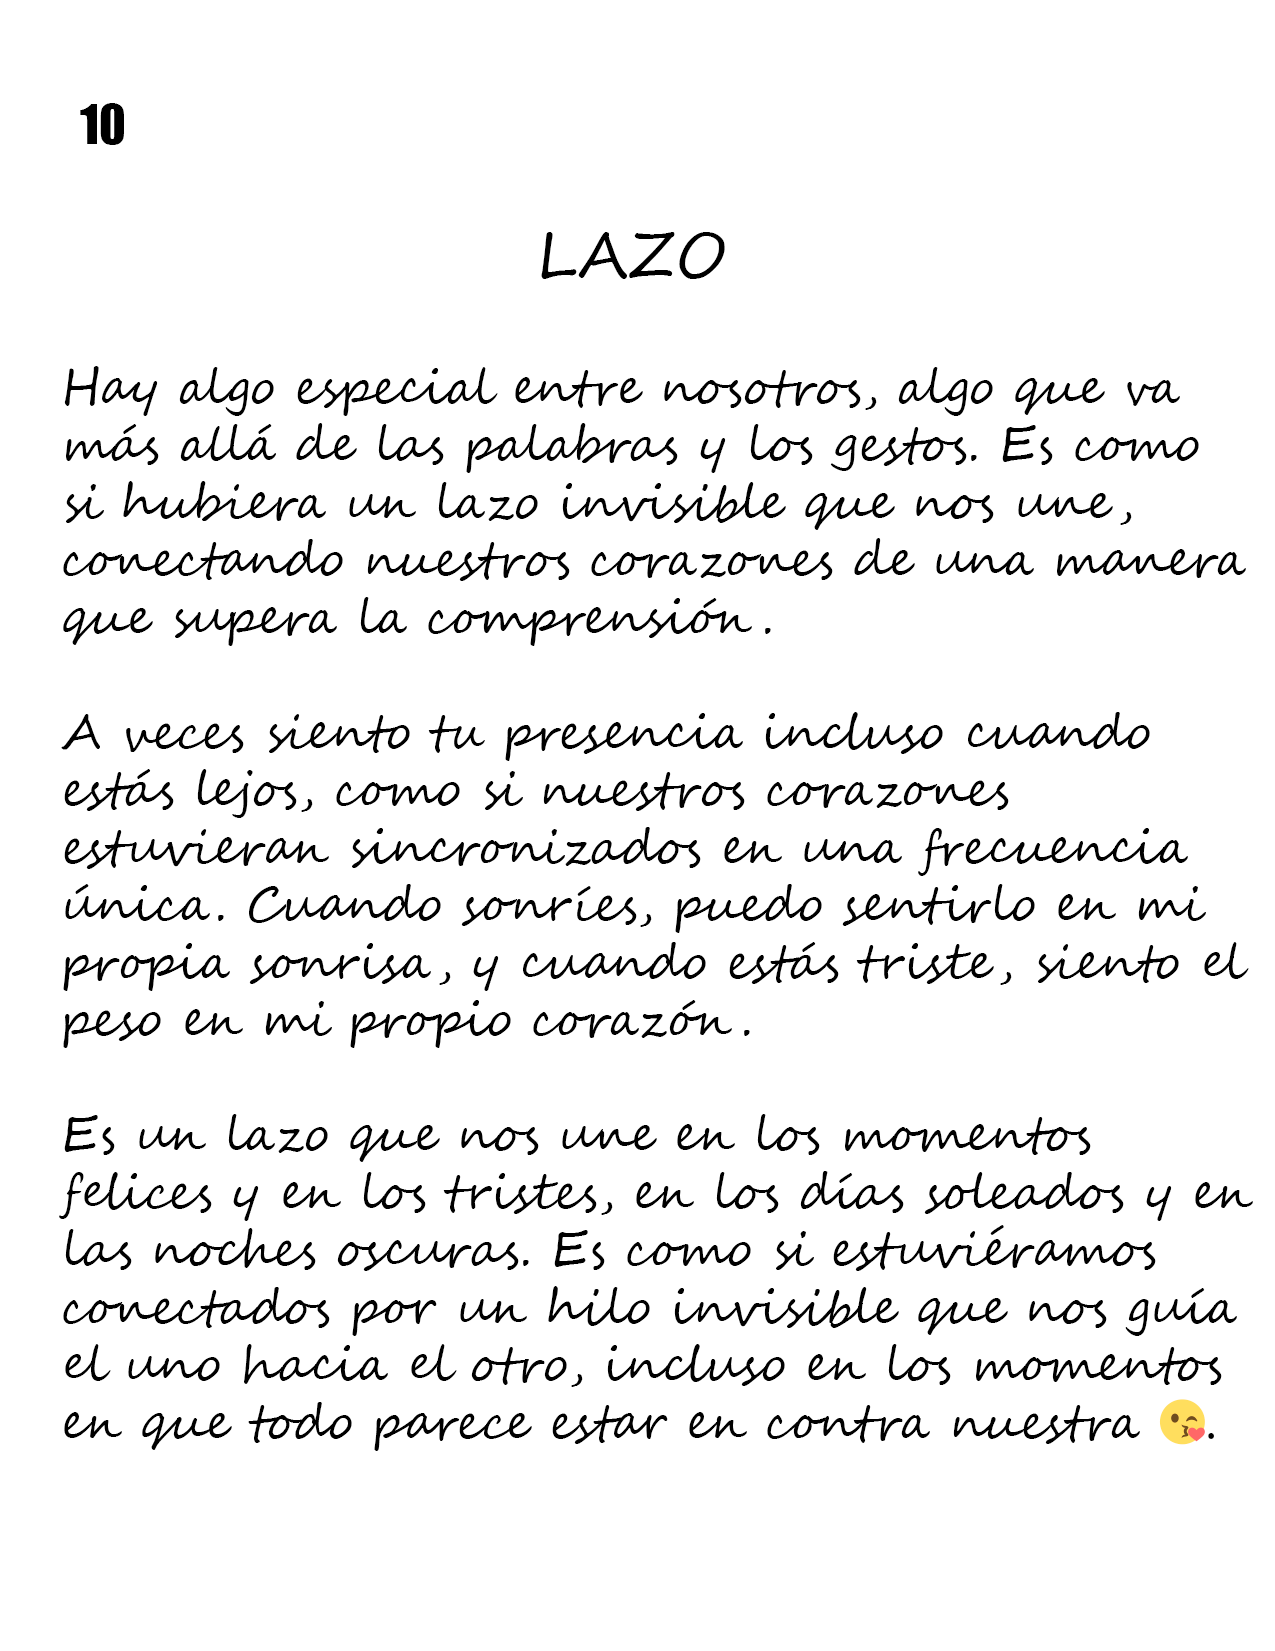 10
LAZO
Hay algo especial entre nosotros, algo que va
más allá de las palabras y los gestos. Es como
si hubiera un lazo invisible que nos une,
conectando nuestros corazones de una manera
que supera la comprensión.
A veces siento tu presencia incluso cuando
estás lejos, como si nuestros corazones
estuvieran sincronizados en una frecuencia
única. Cuando sonríes, puedo sentirlo en mi
propia sonrisa, y cuando estás triste, siento el
peso en mi propio corazón.
Es un lazo que nos une en los momentos
felices y en los tristes, en los días soleados y en
las noches oscuras. Es como si estuviéramos
conectados por un hilo invisible que nos guía
el uno hacia el otro, incluso en los momentos
en que todo parece estar en contra nuestra 😘.